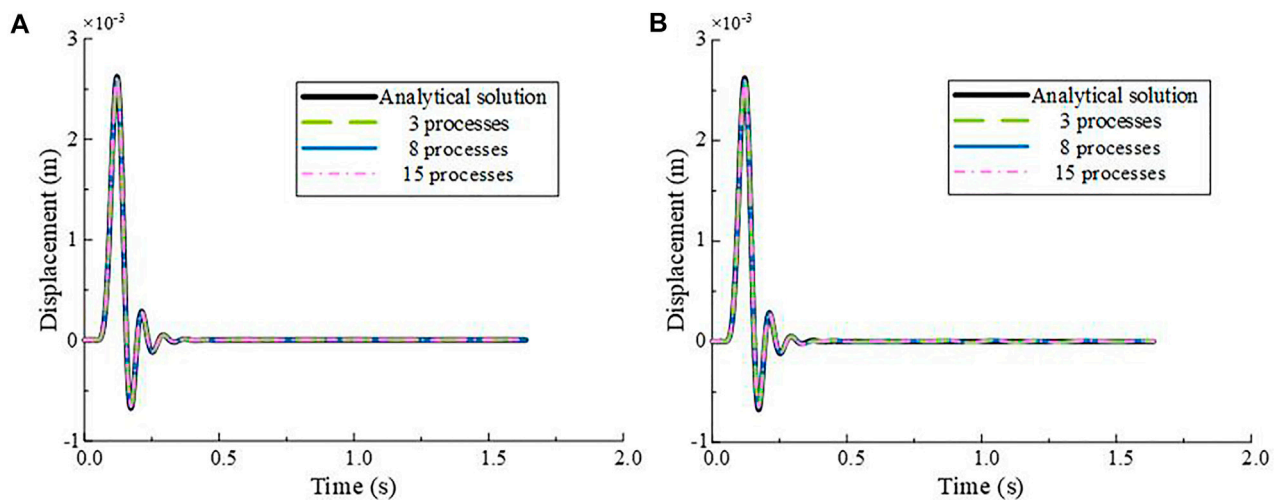 A
×10-3
3
2
1
0
-1
Displacement (m)
Analytical solution
3 processes
8 processes
15 processes
0.0 0.5 1.0 1.5 2.0
Time (s)
B
×10-3
3
2
1
0
-1
Displacement (m)
Analytical solution
3 processes
8 processes
15 processes
0.0 0.5 1.0 1.5 2.0
Time (s)